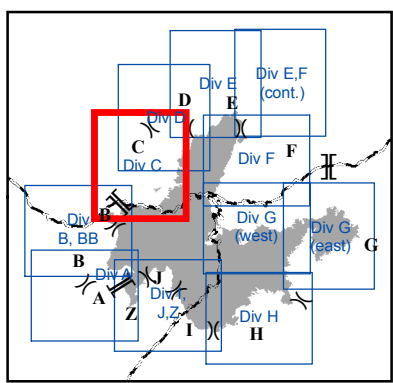 Div E,F
(cont.)
Div E
D
E
Div D
C
Div C
Div F
F
Div
B, BB
B
Div G
(west)
Div G
(east)
G
B
Div A
A
J
Div I,
J,Z
Z
I
Div H
H